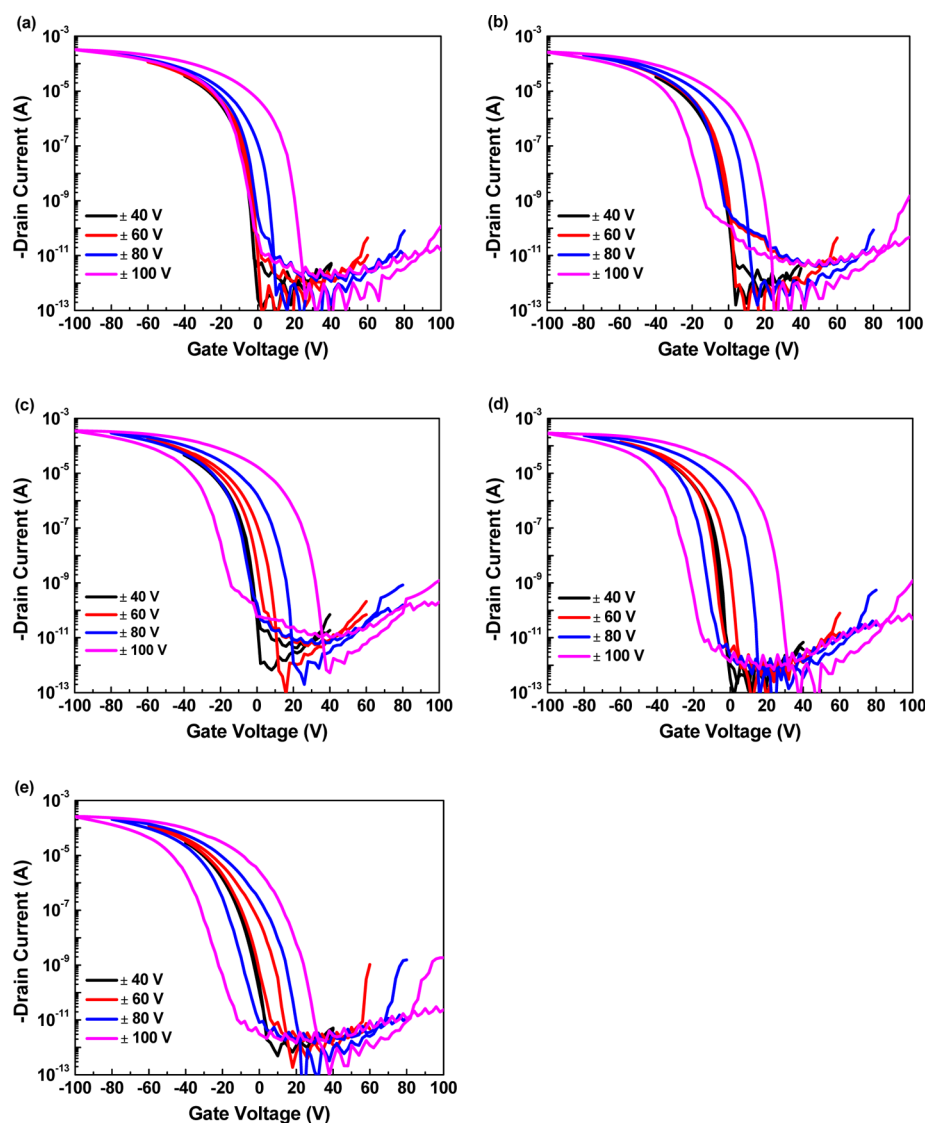 (a)
10⁻³
10⁻⁵
10⁻⁷
10⁻⁹
10⁻¹¹
10⁻¹³
-Drain Current (A)
± 40 V
± 60 V
± 80 V
± 100 V
-100 -80 -60 -40 -20 0 20 40 60 80 100
Gate Voltage (V)
(b)
10⁻³
10⁻⁵
10⁻⁷
10⁻⁹
10⁻¹¹
10⁻¹³
-Drain Current (A)
± 40 V
± 60 V
± 80 V
± 100 V
-100 -80 -60 -40 -20 0 20 40 60 80 100
Gate Voltage (V)
(c)
10⁻³
10⁻⁵
10⁻⁷
10⁻⁹
10⁻¹¹
10⁻¹³
-Drain Current (A)
± 40 V
± 60 V
± 80 V
± 100 V
-100 -80 -60 -40 -20 0 20 40 60 80 100
Gate Voltage (V)
(d)
10⁻³
10⁻⁵
10⁻⁷
10⁻⁹
10⁻¹¹
10⁻¹³
-Drain Current (A)
± 40 V
± 60 V
± 80 V
± 100 V
-100 -80 -60 -40 -20 0 20 40 60 80 100
Gate Voltage (V)
(e)
10⁻³
10⁻⁵
10⁻⁷
10⁻⁹
10⁻¹¹
10⁻¹³
-Drain Current (A)
± 40 V
± 60 V
± 80 V
± 100 V
-100 -80 -60 -40 -20 0 20 40 60 80 100
Gate Voltage (V)